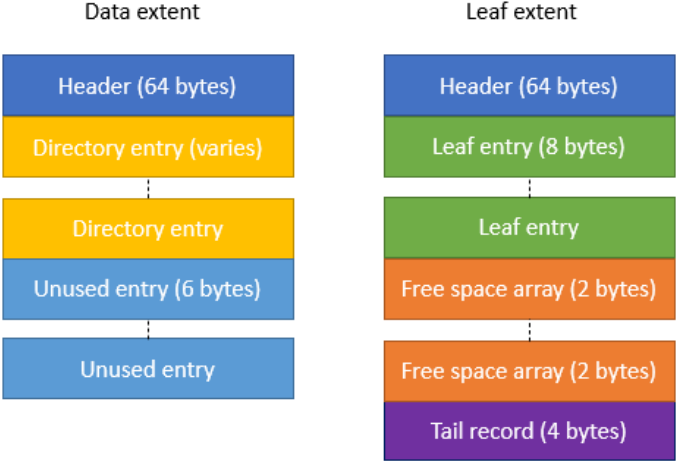 Data extent
Header (64 bytes)
Directory entry (varies)
Directory entry
Unused entry (6 bytes)
Unused entry
Leaf extent
Header (64 bytes)
Leaf entry (8 bytes)
Leaf entry
Free space array (2 bytes)
Free space array (2 bytes)
Tail record (4 bytes)